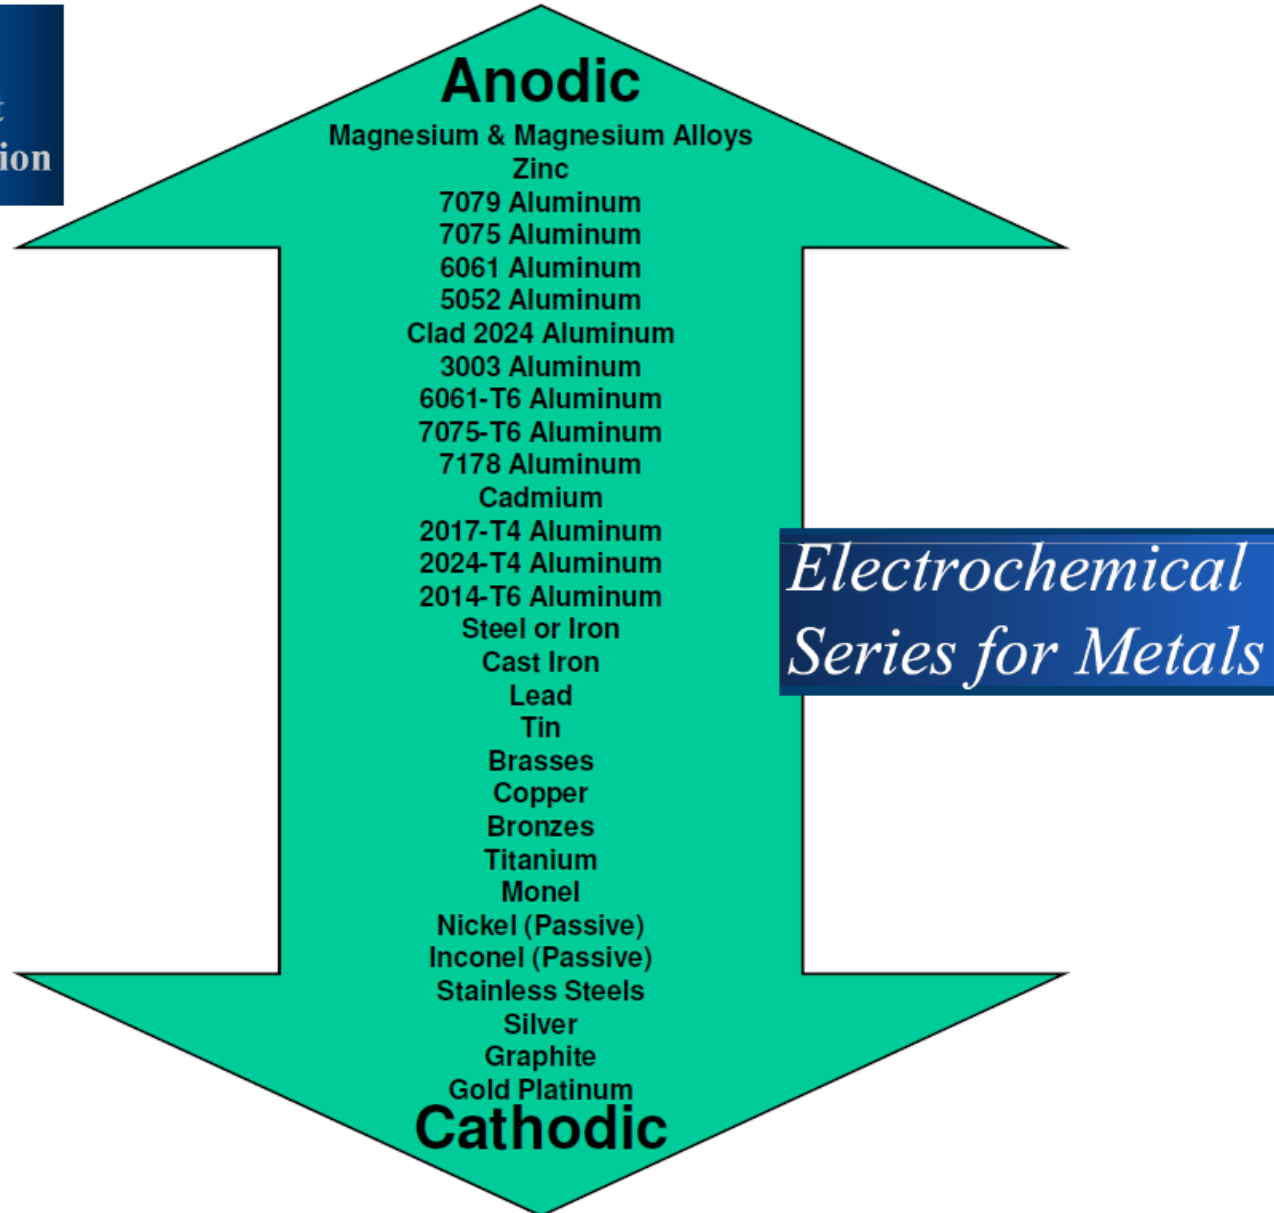 ion
Anodic
Magnesium & Magnesium Alloys
Zinc
7079 Aluminum
7075 Aluminum
6061 Aluminum
5052 Aluminum
Clad 2024 Aluminum
3003 Aluminum
6061-T6 Aluminum
7075-T6 Aluminum
7178 Aluminum
Cadmium
2017-T4 Aluminum
2024-T4 Aluminum
2014-T6 Aluminum
Steel or Iron
Cast Iron
Lead
Tin
Brasses
Copper
Bronzes
Titanium
Monel
Nickel (Passive)
Inconel (Passive)
Stainless Steels
Silver
Graphite
Gold Platinum
Cathodic
Electrochemical
Series for Metals